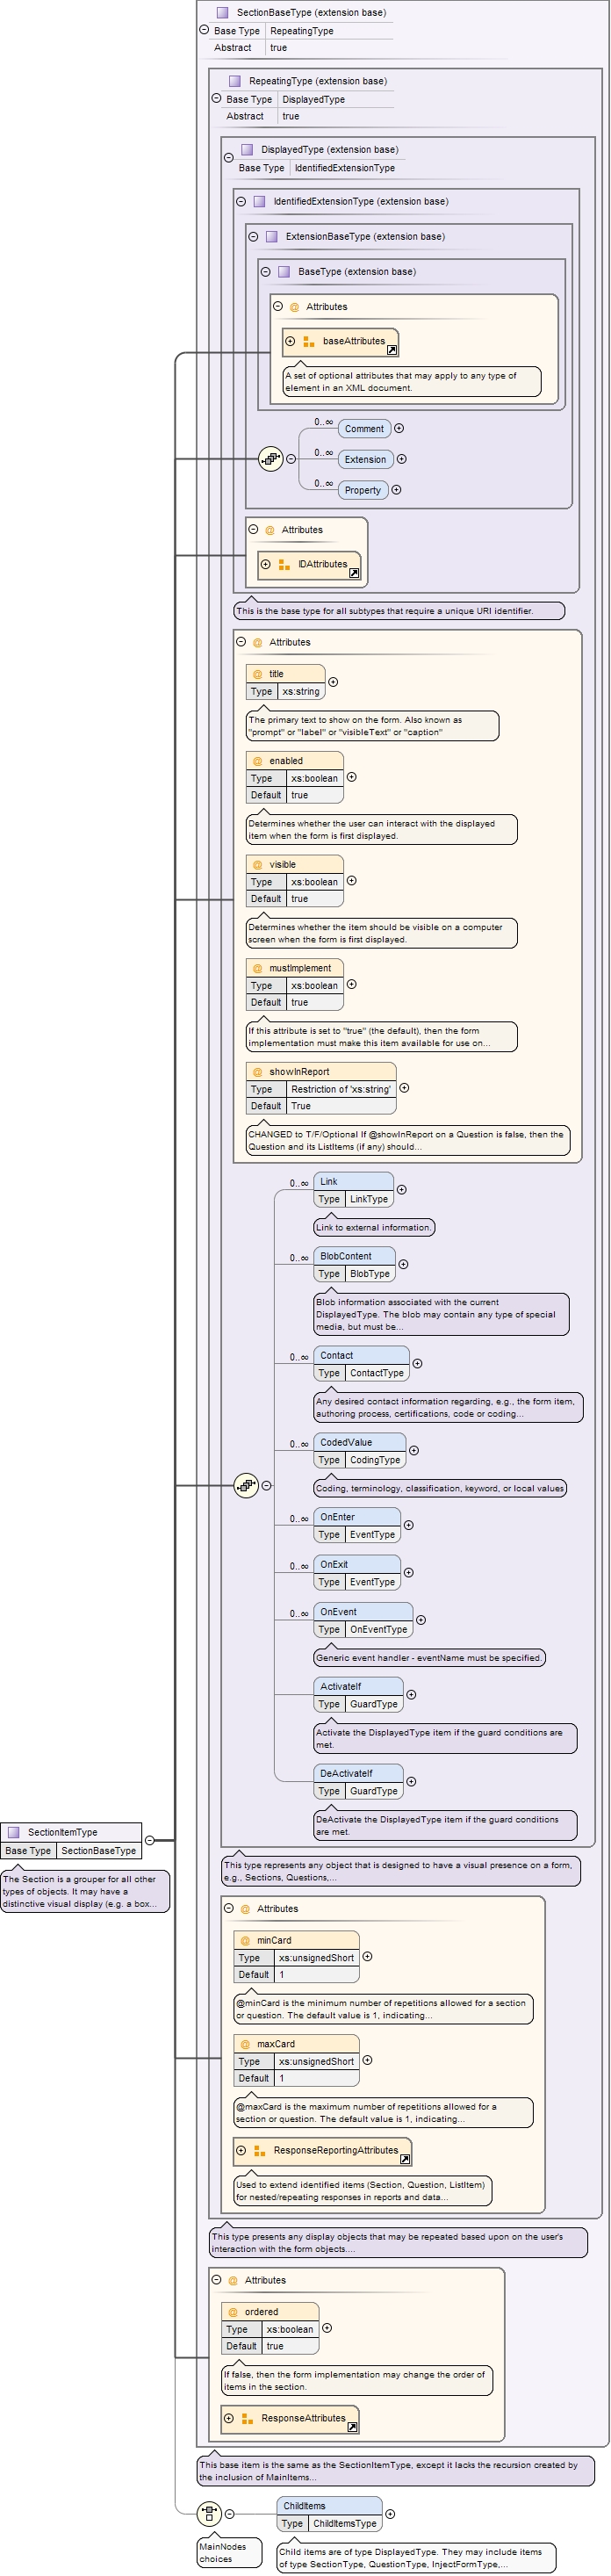 SectionBaseType (extension base)
Base Type RepeatingType
Abstract true
RepeatingType (extension base)
Base Type DisplayedType
Abstract true
DisplayedType (extension base)
Base Type IdentifiedExtensionType
IdentifiedExtensionType (extension base)
ExtensionBaseType (extension base)
BaseType (extension base)
@ Attributes
baseAttributes
A set of optional attributes that may apply to any type of
element in an XML document.
0..∞ Comment
0..∞ Extension
0..∞ Property
@ Attributes
IDAttributes
This is the base type for all subtypes that require a unique URI identifier.
@ Attributes
@ title
Type xs:string
The primary text to show on the form. Also known as
"prompt" or "label" or "visibleText" or "caption"
@ enabled
Type xs:boolean
Default true
Determines whether the user can interact with the displayed
item when the form is first displayed.
@ visible
Type xs:boolean
Default true
Determines whether the item should be visible on a computer
screen when the form is first displayed.
@ mustImplement
Type xs:boolean
Default true
If this attribute is set to "true" (the default), then the form
implementation must make this item available for use on...
@ showInReport
Type Restriction of 'xs:string'
Default True
CHANGED to T/F/Optional If @showInReport on a Question is false, then the
Question and its ListItems (if any) should...
0..∞ Link
Type LinkType
Link to external information.
0..∞ BlobContent
Type BlobType
Blob information associated with the current
DisplayedType. The blob may contain any type of special
media, but must be...
0..∞ Contact
Type ContactType
Any desired contact information regarding, e.g., the form item,
authoring process, certifications, code or coding...
0..∞ CodedValue
Type CodingType
Coding, terminology, classification, keyword, or local values
0..∞ OnEnter
Type EventType
0..∞ OnExit
Type EventType
0..∞ OnEvent
Type OnEventType
Generic event handler - eventName must be specified.
ActivateIf
Type GuardType
Activate the DisplayedType item if the guard conditions are
met.
DeActivateIf
Type GuardType
DeActivate the DisplayedType item if the guard conditions
are met.
SectionItemType
Base Type SectionBaseType
The Section is a grouper for all other
types of objects. It may have a
distinctive visual display (e.g. a box...
This type represents any object that is designed to have a visual presence on a form,
e.g., Sections, Questions,...
@ Attributes
@ minCard
Type xs:unsignedShort
Default 1
@minCard is the minimum number of repetitions allowed for a section
or question. The default value is 1, indicating...
@ maxCard
Type xs:unsignedShort
Default 1
@maxCard is the maximum number of repetitions allowed for a
section or question. The default value is 1, indicating...
ResponseReportingAttributes
Used to extend identified items (Section, Question, ListItem)
for nested/repeating responses in reports and data...
This type presents any display objects that may be repeated based upon on the user's
interaction with the form objects....
@ Attributes
@ ordered
Type xs:boolean
Default true
If false, then the form implementation may change the order of
items in the section.
ResponseAttributes
This base item is the same as the SectionItemType, except it lacks the recursion created by
the inclusion of MainItems...
ChildItems
Type ChildItemsType
MainNodes
choices
Child items are of type DisplayedType. They may include items
of type SectionType, QuestionType, InjectFormType,...